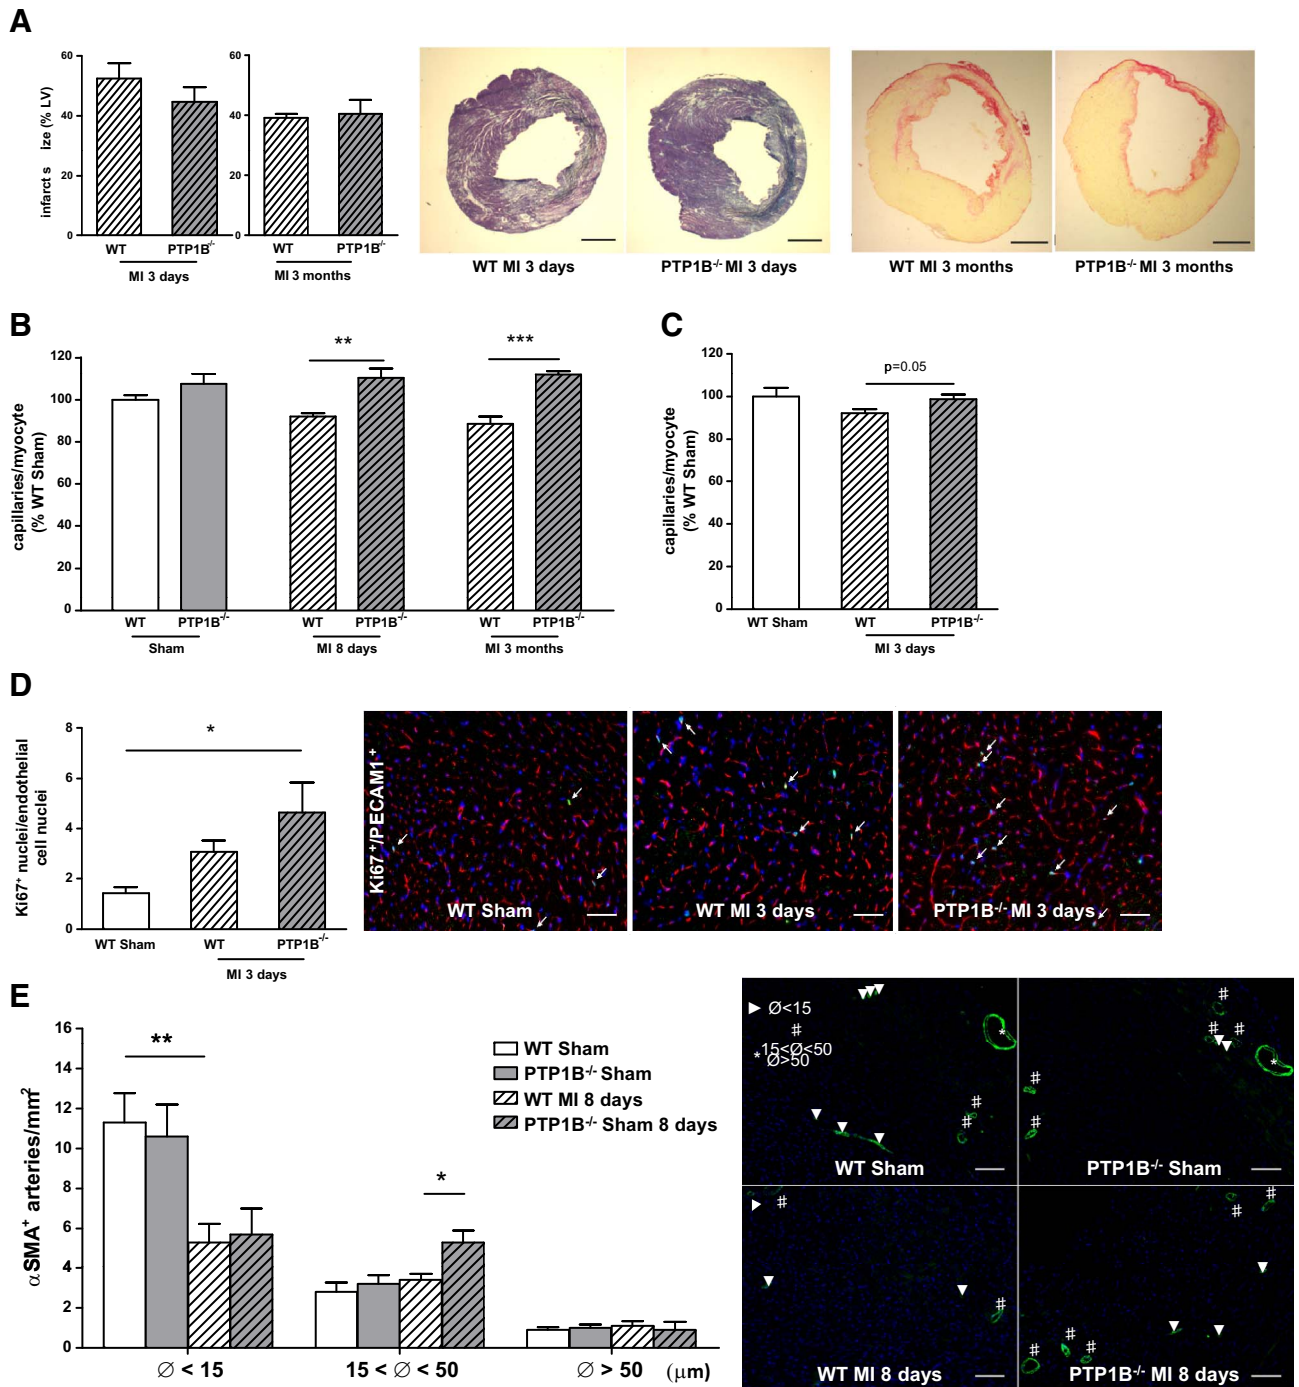 A
60
40
20
0
infarct s ize (% LV)
WT
PTP1B-/-
MI 3 days
60
40
20
0
WT
PTP1B-/-
MI 3 months
WT MI 3 days
PTP1B-/- MI 3 days
WT MI 3 months
PTP1B-/- MI 3 months
B
120
100
80
60
40
20
0
capillaries/myocyte
(% WT Sham)
**
***
WT
PTP1B-/-
WT
PTP1B-/-
WT
PTP1B-/-
Sham
MI 8 days
MI 3 months
C
120
100
80
60
40
20
0
capillaries/myocyte
(% WT Sham)
p=0.05
WT Sham
WT
PTP1B-/-
MI 3 days
D
8
6
4
2
0
Ki67+ nuclei/endothelial
cell nuclei
*
WT Sham
WT
PTP1B-/-
MI 3 days
Ki67+/PECAM1+
WT Sham
WT MI 3 days
PTP1B-/- MI 3 days
E
16
14
12
10
8
6
4
2
0
αSMA+ arteries/mm2
**
*
WT Sham
PTP1B-/- Sham
WT MI 8 days
PTP1B-/- Sham 8 days
Ø < 15
15 < Ø < 50
Ø > 50
(μm)
Ø<15
#
15<Ø<50
* Ø>50
*
#
#
WT Sham
#
# #
*
#
#
PTP1B-/- Sham
#
#
WT MI 8 days
#
#
#
#
#
PTP1B-/- MI 8 days